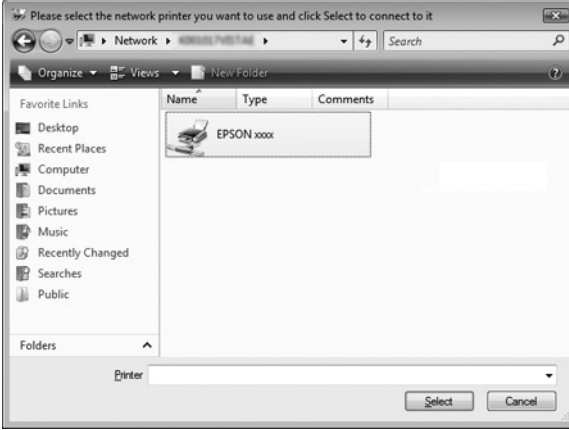 Please select the network printer you want to use and click Select to connect to it
Network
Search
Organize Views New Folder
Favorite Links
Desktop
Recent Places
Computer
Documents
Pictures
Music
Recently Changed
Searches
Public
Folders
Name Type Comments
EPSON xxxx
Printer
Select Cancel